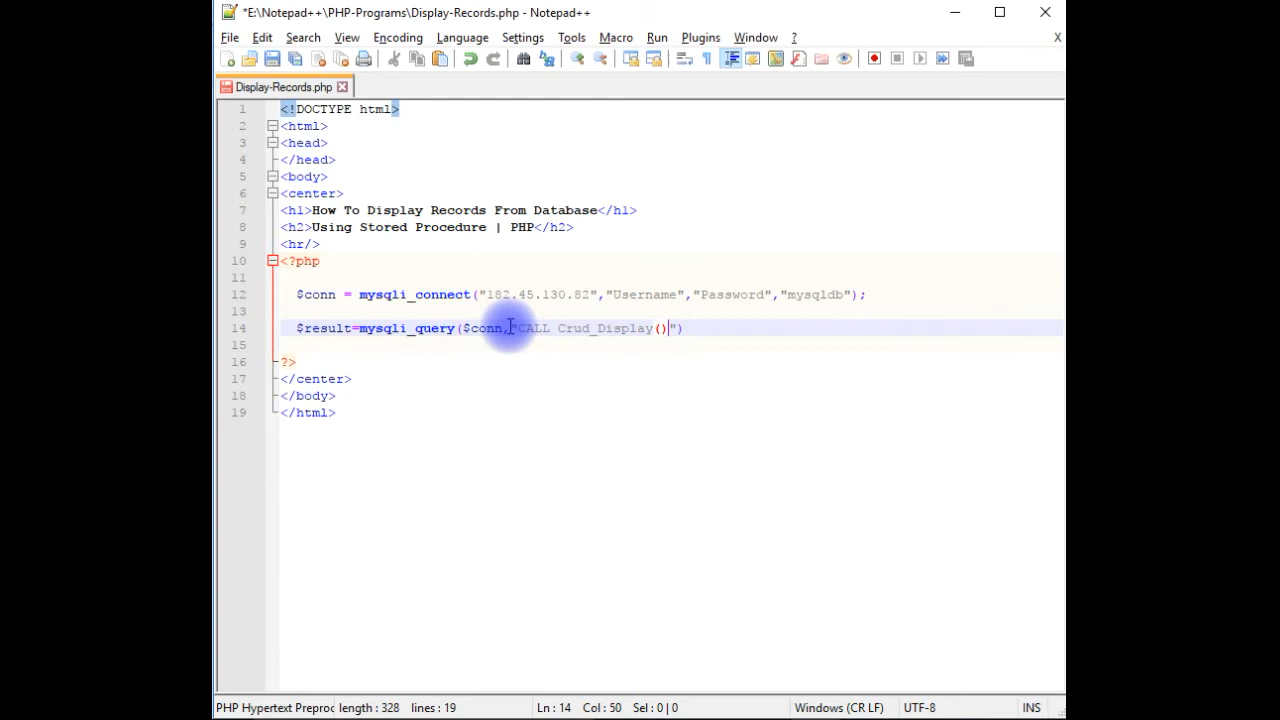 *E:\Notepad++\PHP-Programs\Display-Records.php - Notepad++
File Edit Search View Encoding Language Settings Tools Macro Run Plugins Window ? X
Display-Records.php
1 <!DOCTYPE html>
2 <html>
3 <head>
4 </head>
5 <body>
6 <center>
7 <h1>How To Display Records From Database</h1>
8 <h2>Using Stored Procedure | PHP</h2>
9 <hr/>
10 <?php
11
12 $conn = mysqli_connect("182.45.130.82","Username","Password","mysqldb");
13
14 $result=mysqli_query($conn,"CALL Crud_Display()")
15
16 ?>
17 </center>
18 </body>
19 </html>
PHP Hypertext Preproc length : 328 lines : 19 Ln : 14 Col : 50 Sel : 0 | 0 Windows (CR LF) UTF-8 INS